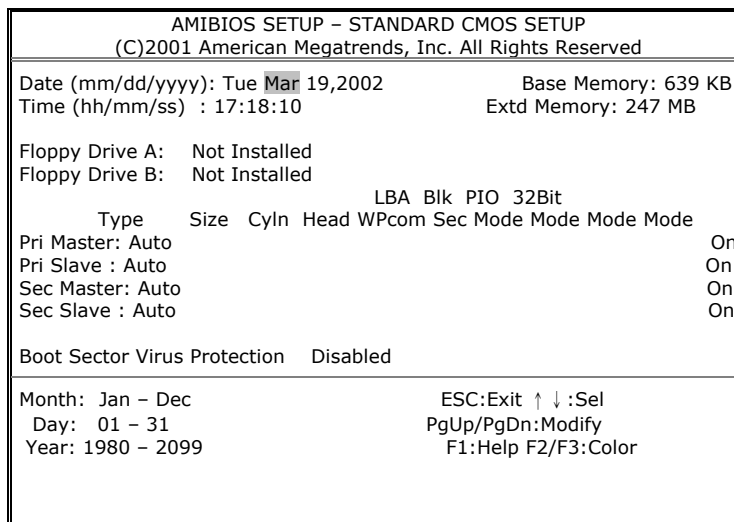 AMIBIOS SETUP – STANDARD CMOS SETUP
(C)2001 American Megatrends, Inc. All Rights Reserved
Date (mm/dd/yyyy): Tue Mar 19,2002 Base Memory: 639 KB
Time (hh/mm/ss) : 17:18:10 Extd Memory: 247 MB
Floppy Drive A: Not Installed
Floppy Drive B: Not Installed
LBA Blk PIO 32Bit
Type Size Cyln Head WPcom Sec Mode Mode Mode Mode
Pri Master: Auto On
Pri Slave : Auto On
Sec Master: Auto On
Sec Slave : Auto On
Boot Sector Virus Protection Disabled
Month: Jan – Dec ESC:Exit ↑↓:Sel
Day: 01 – 31 PgUp/PgDn:Modify
Year: 1980 – 2099 F1:Help F2/F3:Color